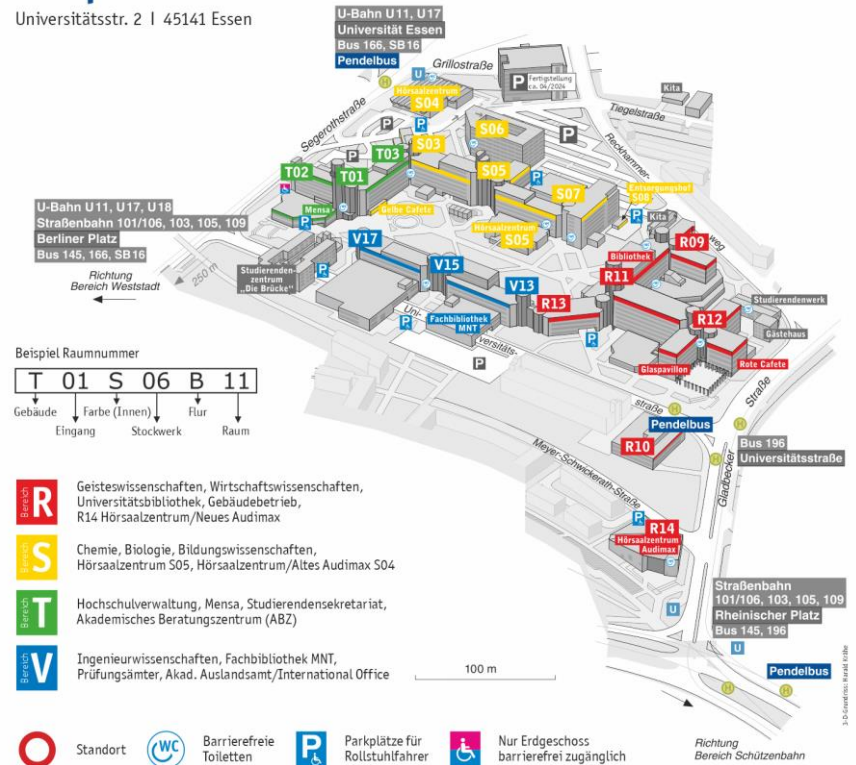 Universitätsstr. 2 I 45141 Essen
U-Bahn U11, U17
Universität Essen
Bus 166, SB16
Pendelbus
H
U
Grillostraße
P
Fertigstellung
ca. 04/2024
Kita
Tiegelstraße
Segerothstraße
Hörsaalzentrum
S04
P
P
S03
S06
P
Reckhammer-
weg
T03
T02
T01
P
S05
P
S07
Entsorgungshof
S08
P
Mensa
P
Gelbe Cafete
Hörsaalzentrum
S05
Kita
R09
U-Bahn U11, U17, U18
Straßenbahn 101/106, 103, 105, 109
Berliner Platz
Bus 145, 166, SB16
Richtung
Bereich Weststadt
250 m
V17
V15
V13
Bibliothek
R11
R13
Studierenden-
zentrum
„Die Brücke“
P
Uni-
versitäts-
straße
P
Fachbibliothek
MNT
P
P
R12
Studierendenwerk
Gästehaus
Glaspavillon
Rote Cafete
Beispiel Raumnummer
T 01 S 06 B 11
Gebäude
Farbe (Innen)
Flur
Eingang
Stockwerk
Raum
H
Pendelbus
H
Straße
Gladbecker
R10
H
Bus 196
Universitätsstraße
Meyer-Schwickerath-Straße
P
R14
Hörsaalzentrum
Audimax
U
Bereich
R
Geisteswissenschaften, Wirtschaftswissenschaften,
Universitätsbibliothek, Gebäudebetrieb,
R14 Hörsaalzentrum/Neues Audimax
Bereich
S
Chemie, Biologie, Bildungswissenschaften,
Hörsaalzentrum S05, Hörsaalzentrum/Altes Audimax S04
Bereich
T
Hochschulverwaltung, Mensa, Studierendensekretariat,
Akademisches Beratungszentrum (ABZ)
Bereich
V
Ingenieurwissenschaften, Fachbibliothek MNT,
Prüfungsämter, Akad. Auslandsamt/International Office
100 m
Straßenbahn
101/106, 103, 105, 109
Rheinischer Platz
Bus 145, 196
U
H
Pendelbus
H
Richtung
Bereich Schützenbahn
Standort
WC
Barrierefreie
Toiletten
P
Parkplätze für
Rollstuhlfahrer
Nur Erdgeschoss
barrierefrei zugänglich